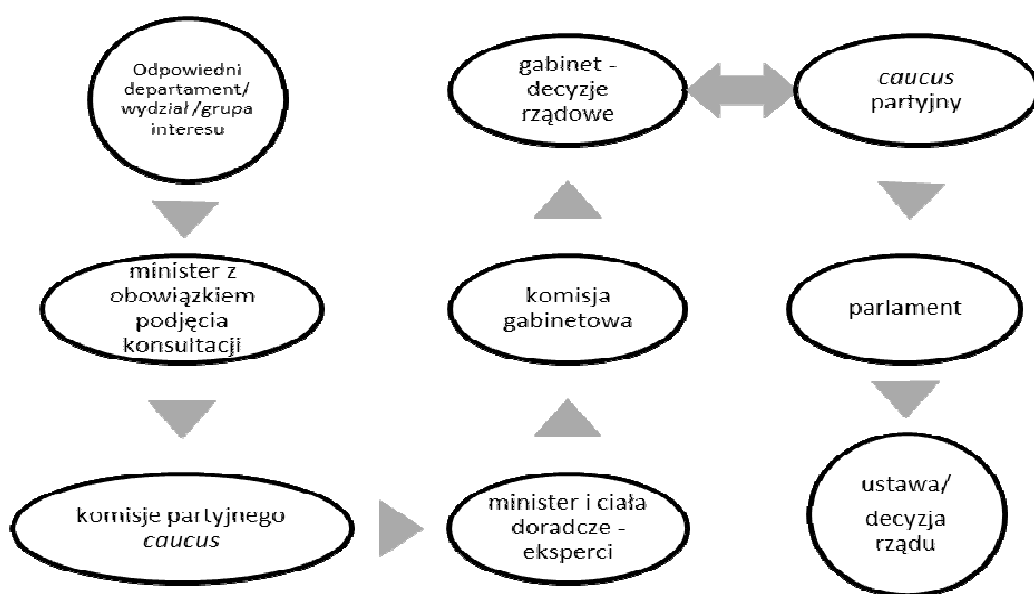 Odpowiedni
departament/
wydział/grupa
interesu
minister z
obowiązkiem
podjęcia
konsultacji
komisje partyjnego
caucus
minister i ciała
doradcze -
eksperci
komisja
gabinetowa
gabinet -
decyzje
rządowe
caucus
partyjny
parlament
ustawa/
decyzja
rządu